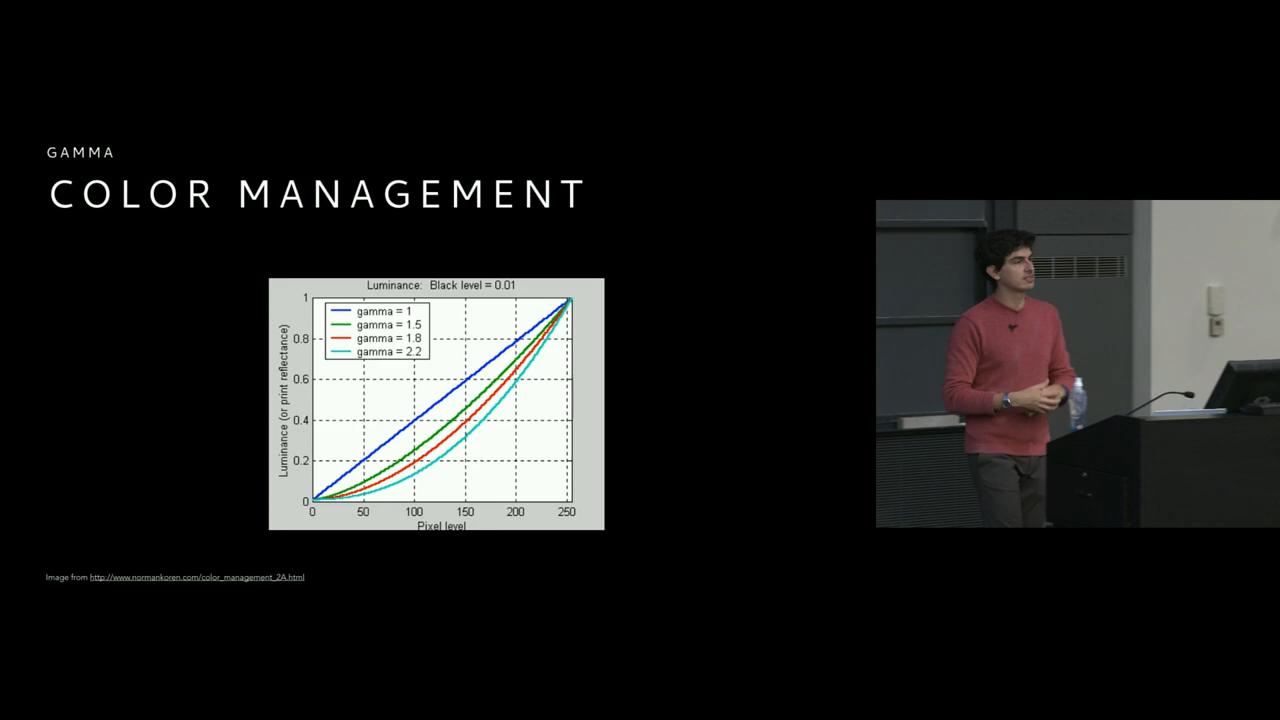 GAMMA
COLOR MANAGEMENT
Luminance: Black level = 0.01
gamma = 1
gamma = 1.5
gamma = 1.8
gamma = 2.2
Luminance (or print reflectance)
1
0.8
0.6
0.4
0.2
0
0 50 100 150 200 250
Pixel level
Image from http://www.normankoren.com/color_management_2A.html